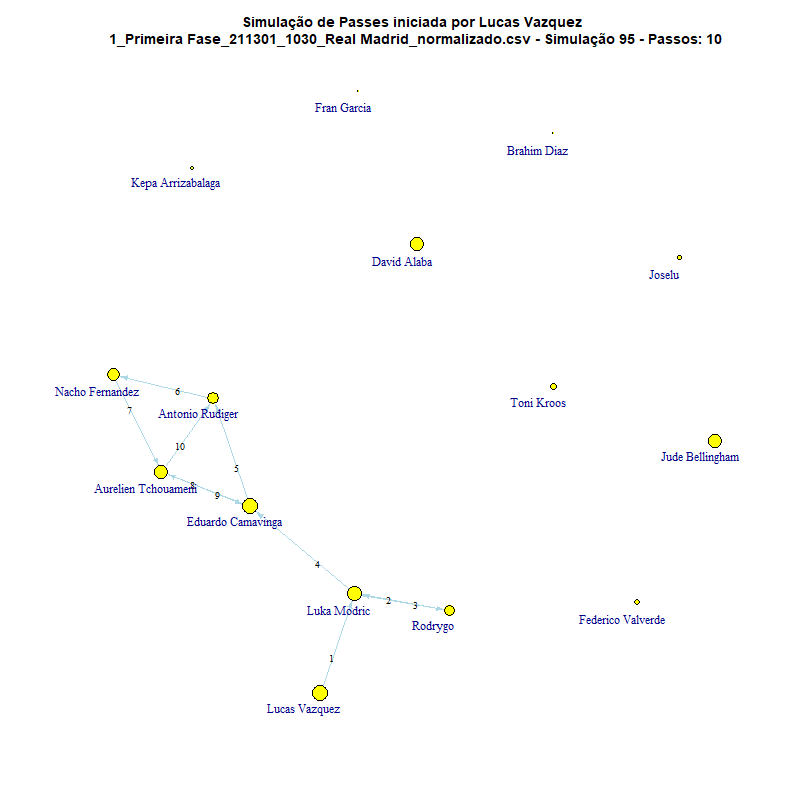 Simulação de Passes iniciada por Lucas Vazquez
1_Primeira Fase_211301_1030_Real Madrid_normalizado.csv - Simulação 95 - Passos: 10
Fran Garcia
Brahim Diaz
Kepa Arrizabalaga
David Alaba
Joselu
Nacho Fernandez
6
Antonio Rudiger
Toni Kroos
7
10
Jude Bellingham
5
Aurelien Tchouameni
8
9
Eduardo Camavinga
4
2
3
Luka Modric
Rodrygo
Federico Valverde
1
Lucas Vazquez